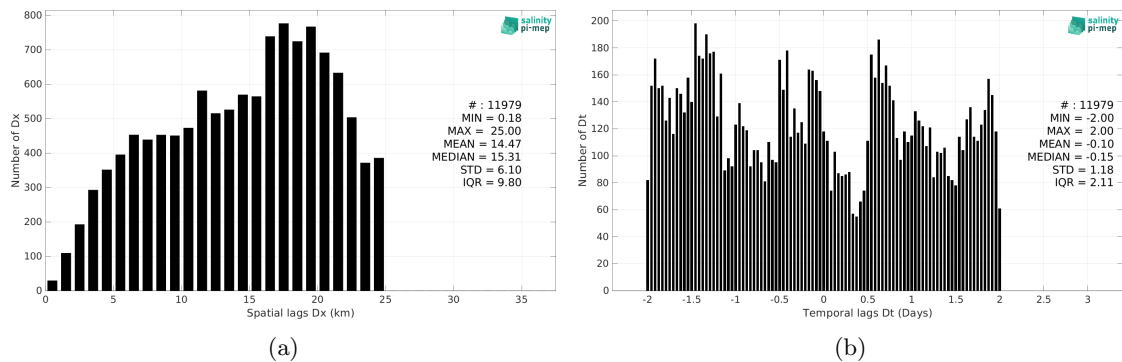 800
700
600
500
400
300
200
100
0
Number of Dx
0 5 10 15 20 25 30 35
Spatial lags Dx (km)
salinity
pi-mep
# : 11979
MIN = 0.18
MAX = 25.00
MEAN = 14.47
MEDIAN = 15.31
STD = 6.10
IQR = 9.80
(a)
200
180
160
140
120
100
80
60
40
20
0
Number of Dt
-2 -1.5 -1 -0.5 0 0.5 1 1.5 2 2.5 3
Temporal lags Dt (Days)
salinity
pi-mep
# : 11979
MIN = -2.00
MAX = 2.00
MEAN = -0.10
MEDIAN = -0.15
STD = 1.18
IQR = 2.11
(b)